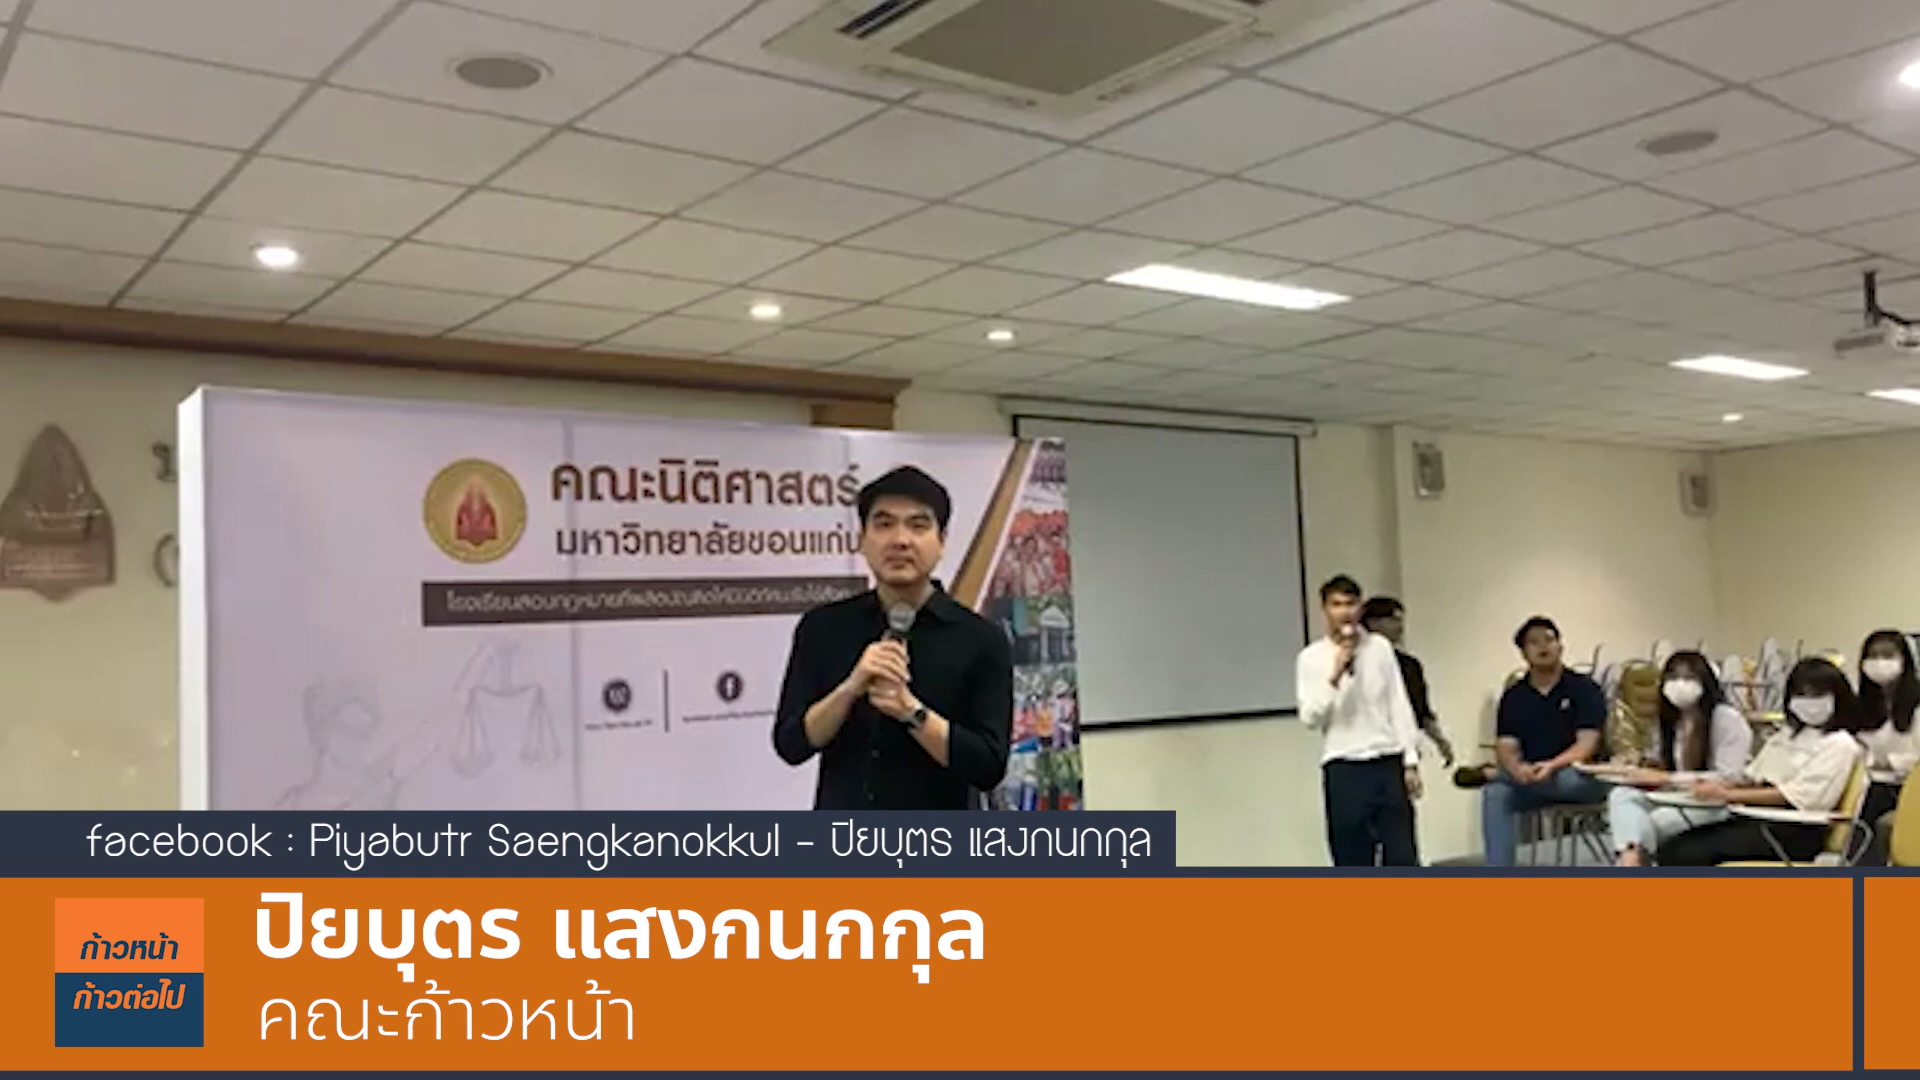 คณะนิติศาสตร์
มหาวิทยาลัยขอนแก่น
facebook : Piyabutr Saengkanokkul - ปิยบุตร แสงกนกกุล
ก้าวหน้า
ก้าวต่อไป
ปิยบุตร แสงกนกกุล
คณะก้าวหน้า